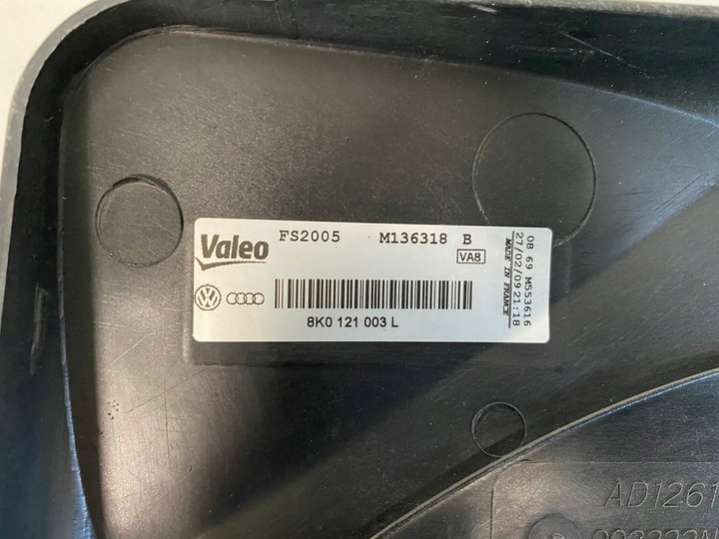 Valeo
FS2005 M136318 B
VA8
8K0 121 003 L
MADE IN FRANCE
08 69 M553616
27/02/09 21:18
AD1261